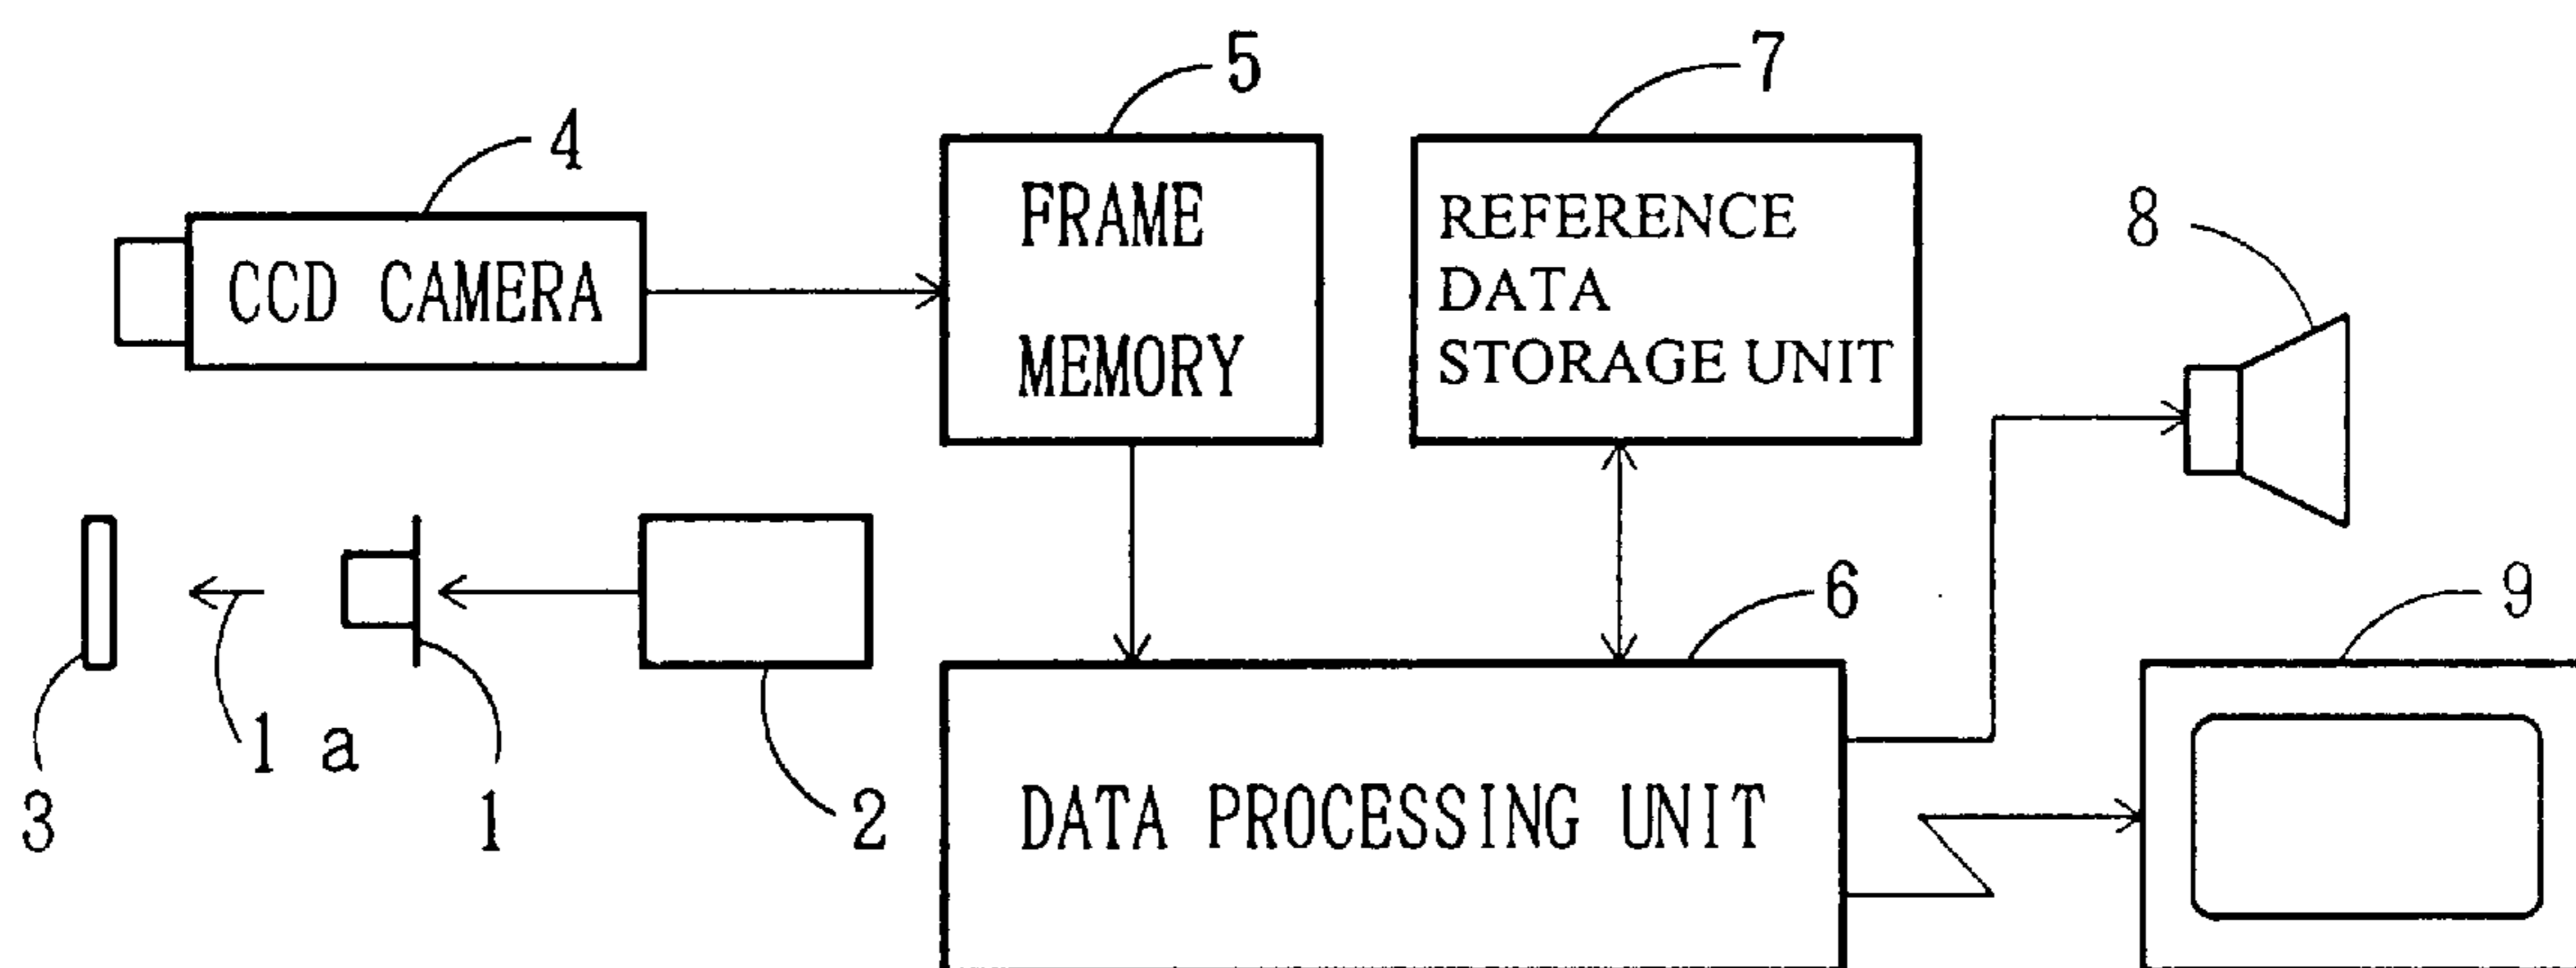 5
7
4
8
FRAME
MEMORY
REFERENCE
DATA
STORAGE UNIT
CCD CAMERA
6
9
1a
3
1
2
DATA PROCESSING UNIT